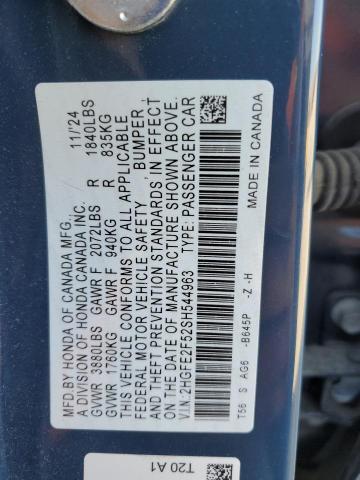 MFD.BY HONDA OF CANADA MFG.,
A DIVISION OF HONDA CANADA INC. 11/'24
GVWR 3880LBS GAWR F 2072LBS R 1840LBS
GVWR 1760KG GAWR F 940KG R 835KG
THIS VEHICLE CONFORMS TO ALL APPLICABLE
FEDERAL MOTOR VEHICLE SAFETY , BUMPER ,
AND THEFT PREVENTION STANDARDS IN EFFECT
ON THE DATE OF MANUFACTURE SHOWN ABOVE.
V.I.N.:2HGFE2F52SH544963 TYPE: PASSENGER CAR
T56 S AG6 -B645P -Z -H
MADE IN CANADA
T20 A1